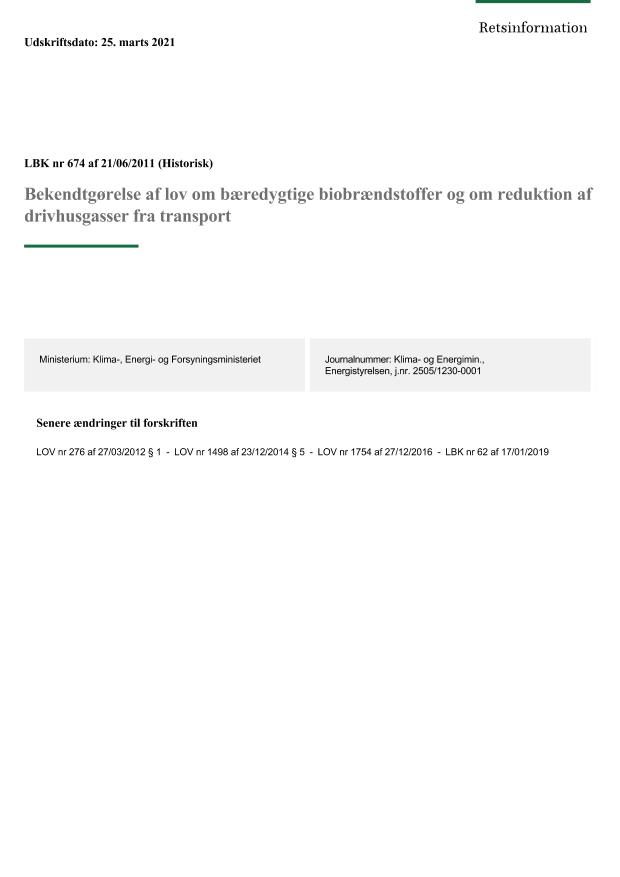 Retsinformation
Udskriftsdato: 25. marts 2021
LBK nr 674 af 21/06/2011 (Historisk)
Bekendtgørelse af lov om bæredygtige biobrændstoffer og om reduktion af
drivhusgasser fra transport
Ministerium: Klima-, Energi- og Forsyningsministeriet
Journalnummer: Klima- og Energimin.,
Energistyrelsen, j.nr. 2505/1230-0001
Senere ændringer til forskriften
LOV nr 276 af 27/03/2012 § 1 - LOV nr 1498 af 23/12/2014 § 5 - LOV nr 1754 af 27/12/2016 - LBK nr 62 af 17/01/2019